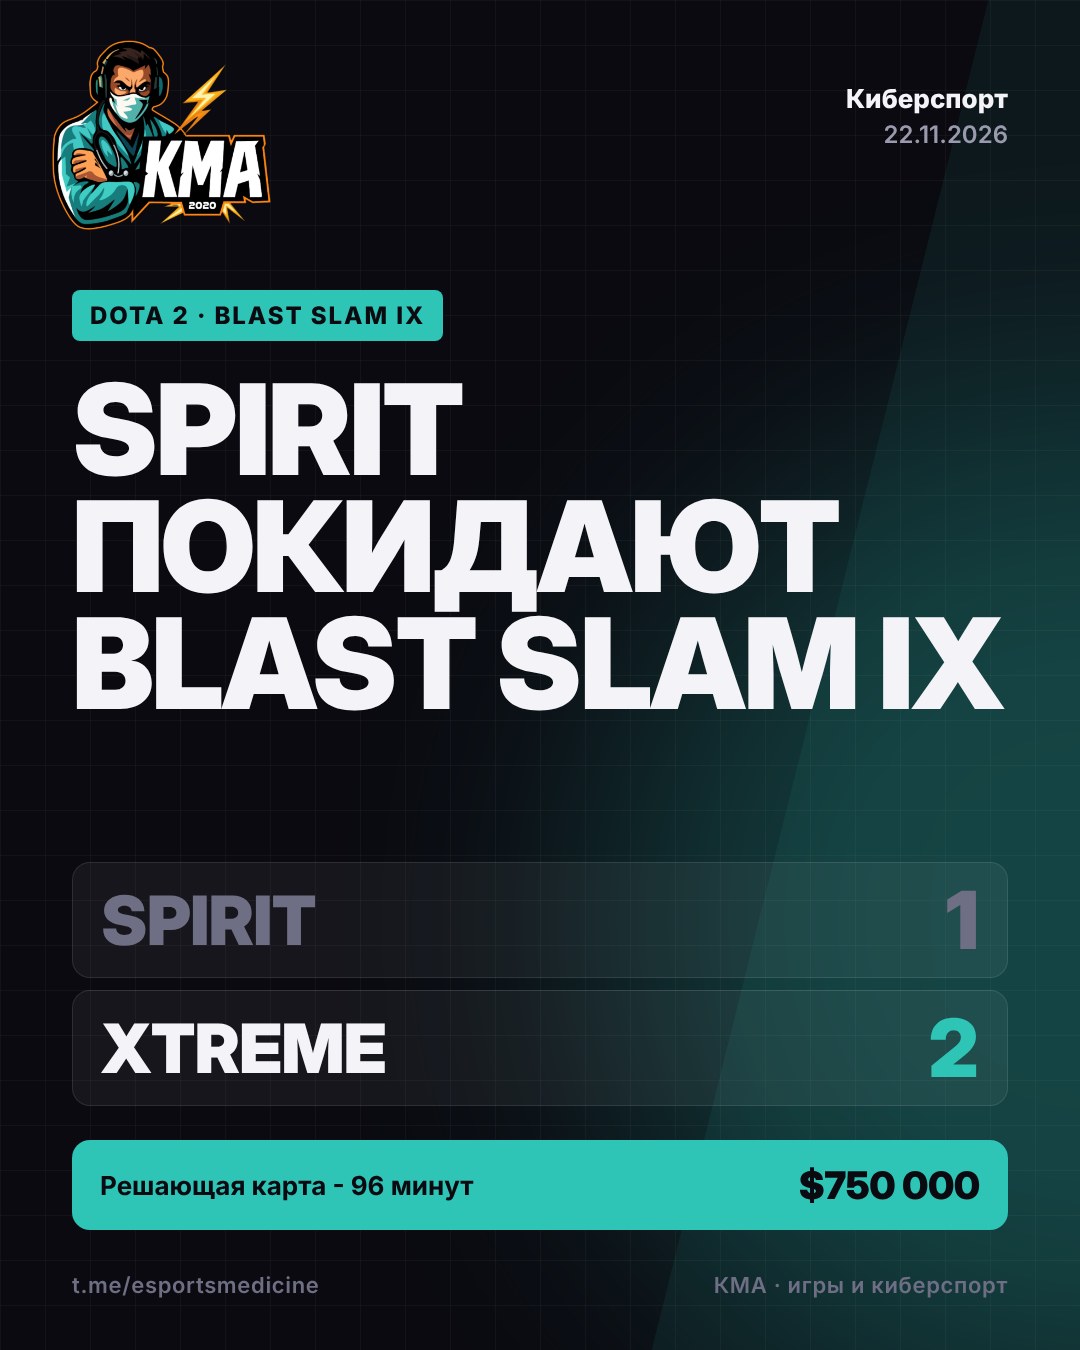 KMA
2020
Киберспорт
22.11.2026
DOTA 2 · BLAST SLAM IX
SPIRIT
ПОКИДАЮТ
BLAST SLAM IX
SPIRIT 1
XTREME 2
Решающая карта - 96 минут $750 000
t.me/esportsmedicine КМА · игры и киберспорт